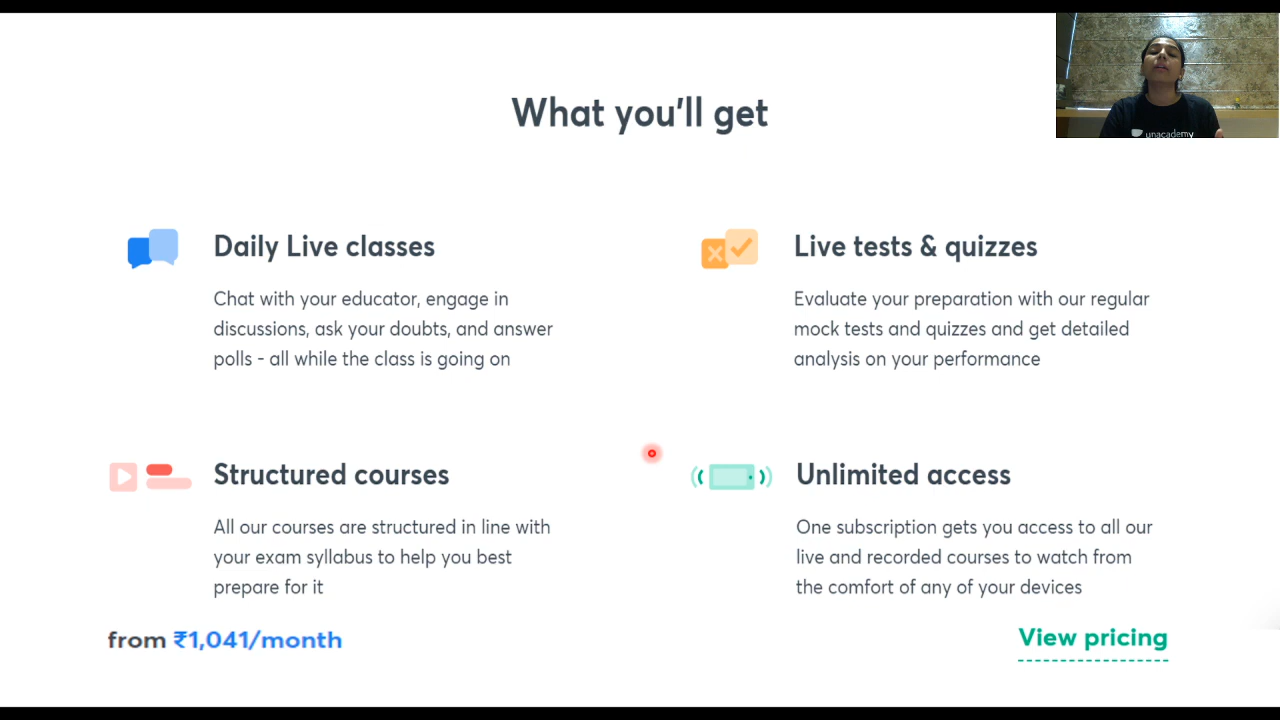 What you'll get
unacademy
Daily Live classes
Chat with your educator, engage in
discussions, ask your doubts, and answer
polls - all while the class is going on
Live tests & quizzes
Evaluate your preparation with our regular
mock tests and quizzes and get detailed
analysis on your performance
Structured courses
All our courses are structured in line with
your exam syllabus to help you best
prepare for it
Unlimited access
One subscription gets you access to all our
live and recorded courses to watch from
the comfort of any of your devices
from ₹1,041/month
View pricing